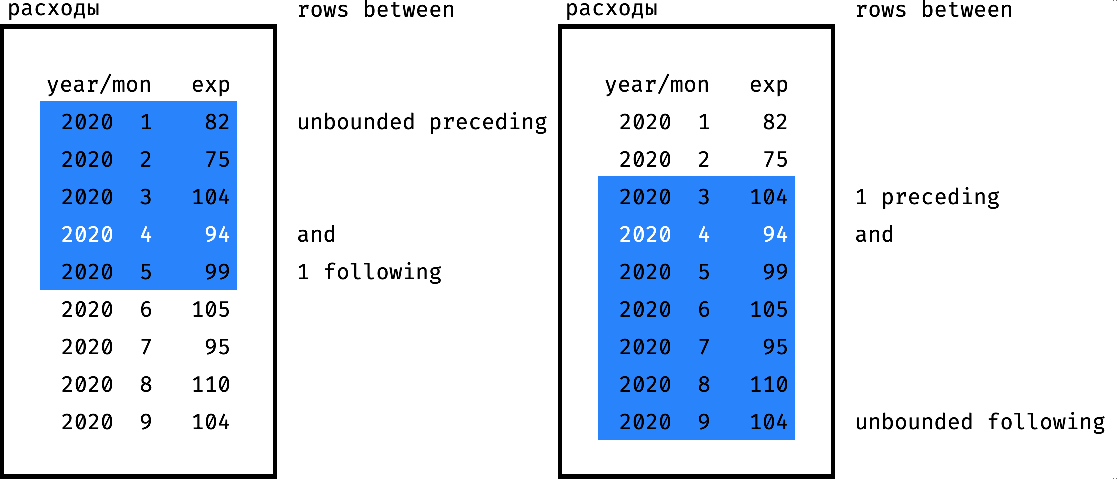 расходы rows between
year/mon exp
2020 1 82 unbounded preceding
2020 2 75
2020 3 104
2020 4 94 and
2020 5 99 1 following
2020 6 105
2020 7 95
2020 8 110
2020 9 104
расходы rows between
year/mon exp
2020 1 82
2020 2 75
2020 3 104 1 preceding
2020 4 94 and
2020 5 99
2020 6 105
2020 7 95
2020 8 110
2020 9 104 unbounded following